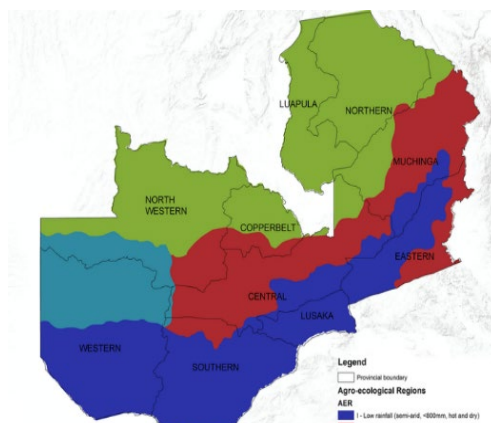 LUAPULA
NORTHERN
MUCHINGA
NORTH
WESTERN
COPPERBELT
EASTERN
CENTRAL
LUSAKA
WESTERN
SOUTHERN
Legend
Provincial boundary
Agro-ecological Regions
AER
I - Low rainfall (semi-arid, <800mm, hot and dry)